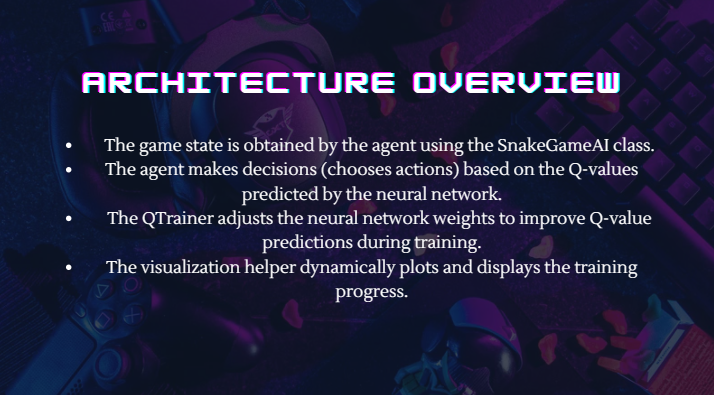 ARCHITECTURE OVERVIEW
• The game state is obtained by the agent using the SnakeGameAI class.
• The agent makes decisions (chooses actions) based on the Q-values
predicted by the neural network.
• The QTrainer adjusts the neural network weights to improve Q-value
predictions during training.
• The visualization helper dynamically plots and displays the training
progress.